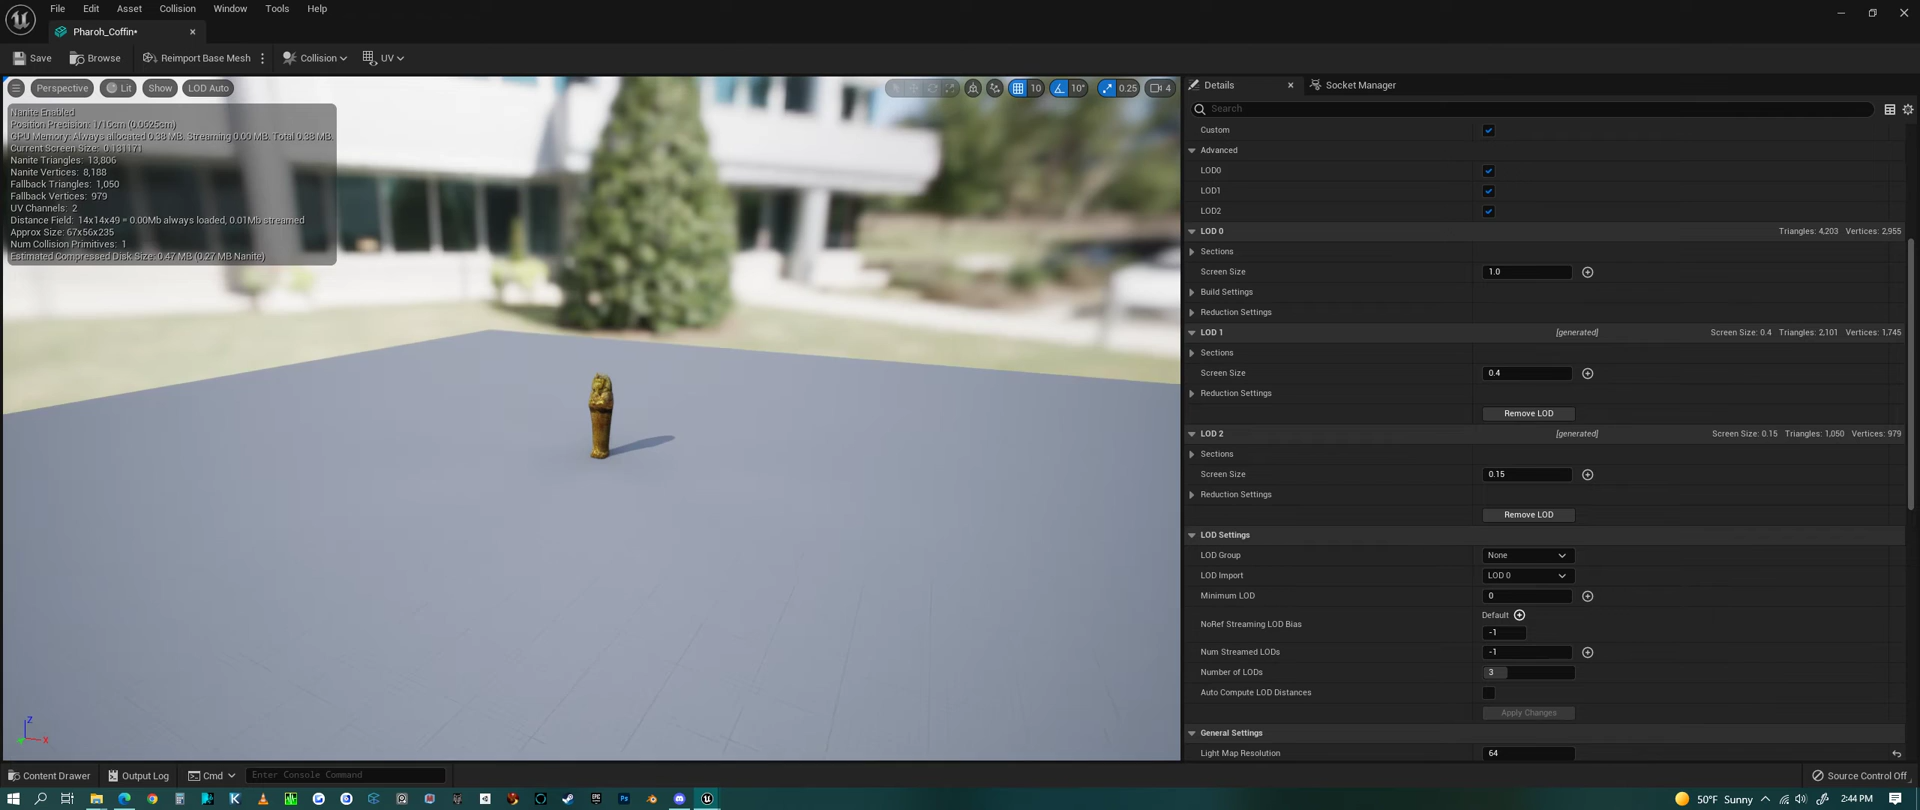 File Edit Asset Collision Window Tools Help
Pharoh_Coffin•
Save Browse Reimport Base Mesh Collision UV
Perspective Lit Show LOD Auto 10 10° 0.25 4
Nanite Enabled
Position Precision: 1/16cm (0.0625cm)
GPU Memory: Always allocated 0.38 MB. Streaming 0.00 MB. Total 0.38 MB.
Current Screen Size: 0.131171
Nanite Triangles: 13,806
Nanite Vertices: 8,188
Fallback Triangles: 1,050
Fallback Vertices: 979
UV Channels: 2
Distance Field: 14x14x49 = 0.00Mb always loaded, 0.01Mb streamed
Approx Size: 67x56x235
Num Collision Primitives: 1
Estimated Compressed Disk Size: 0.47 MB (0.27 MB Nanite)
Z
X
Details Socket Manager
Search
Custom
Advanced
LOD0
LOD1
LOD2
LOD 0 Triangles: 4,203 Vertices: 2,955
Sections
Screen Size 1.0
Build Settings
Reduction Settings
LOD 1 [generated] Screen Size: 0.4 Triangles: 2,101 Vertices: 1,745
Sections
Screen Size 0.4
Reduction Settings
Remove LOD
LOD 2 [generated] Screen Size: 0.15 Triangles: 1,050 Vertices: 979
Sections
Screen Size 0.15
Reduction Settings
Remove LOD
LOD Settings
LOD Group None
LOD Import LOD 0
Minimum LOD 0
Default
NoRef Streaming LOD Bias
-1
Num Streamed LODs -1
Number of LODs 3
Auto Compute LOD Distances
Apply Changes
General Settings
Light Map Resolution 64
Content Drawer Output Log Cmd Enter Console Command Source Control Off
50°F Sunny 2:44 PM